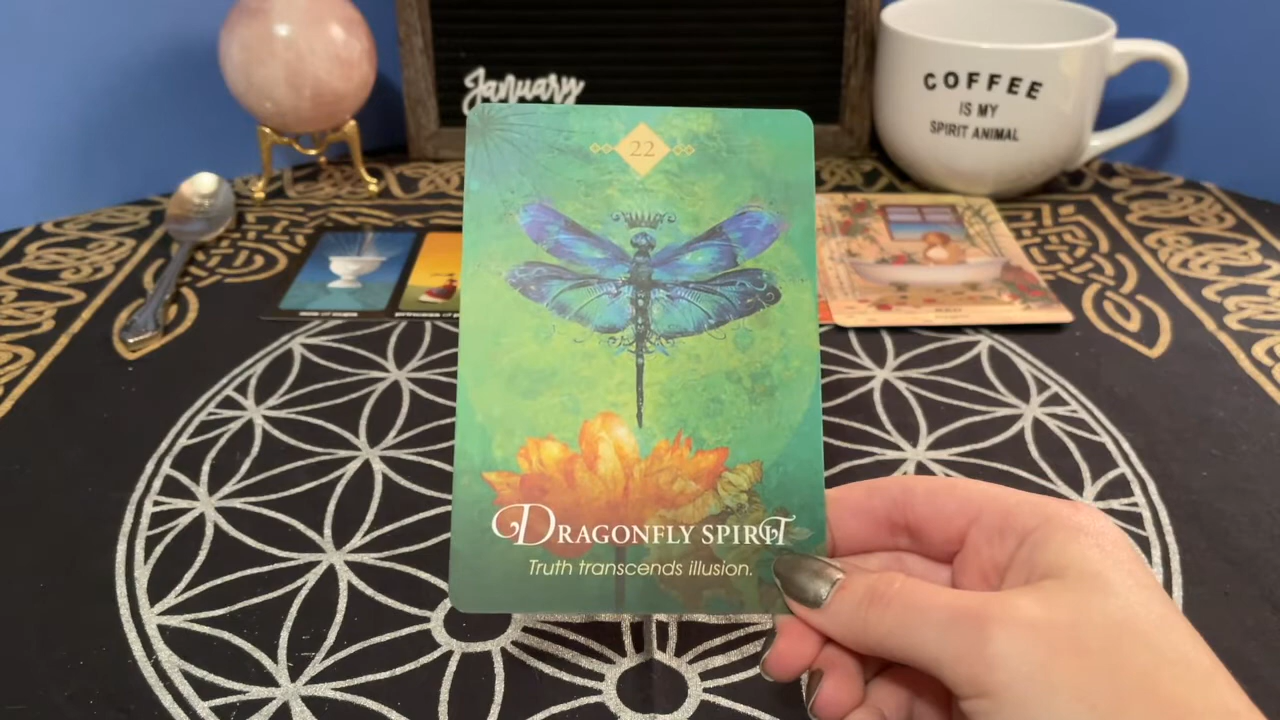 January
COFFEE
IS MY
SPIRIT ANIMAL
22
DRAGONFLY SPIRIT
Truth transcends illusion.